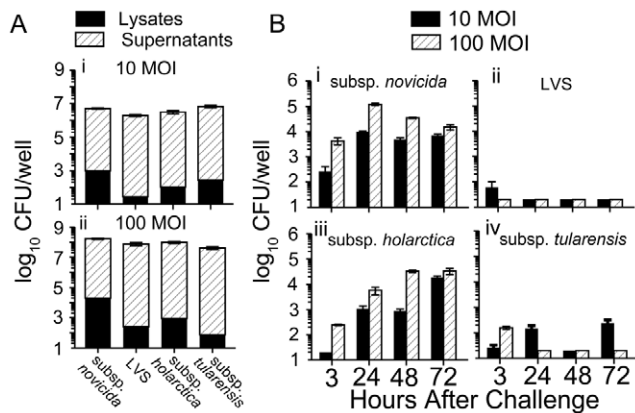 A
Lysates
Supernatants
i
10 MOI
9
7
5
3
1
ii
100 MOI
9
7
5
3
1
log10 CFU/well
subsp. novicida
LVS
subsp. holarctica
subsp. tularensis
B
10 MOI
100 MOI
i
subsp. novicida
ii
LVS
6
5
4
3
2
1
iii
subsp. holarctica
iv
subsp. tularensis
6
5
4
3
2
1
log10 CFU/well
3 24 48 72 3 24 48 72
Hours After Challenge